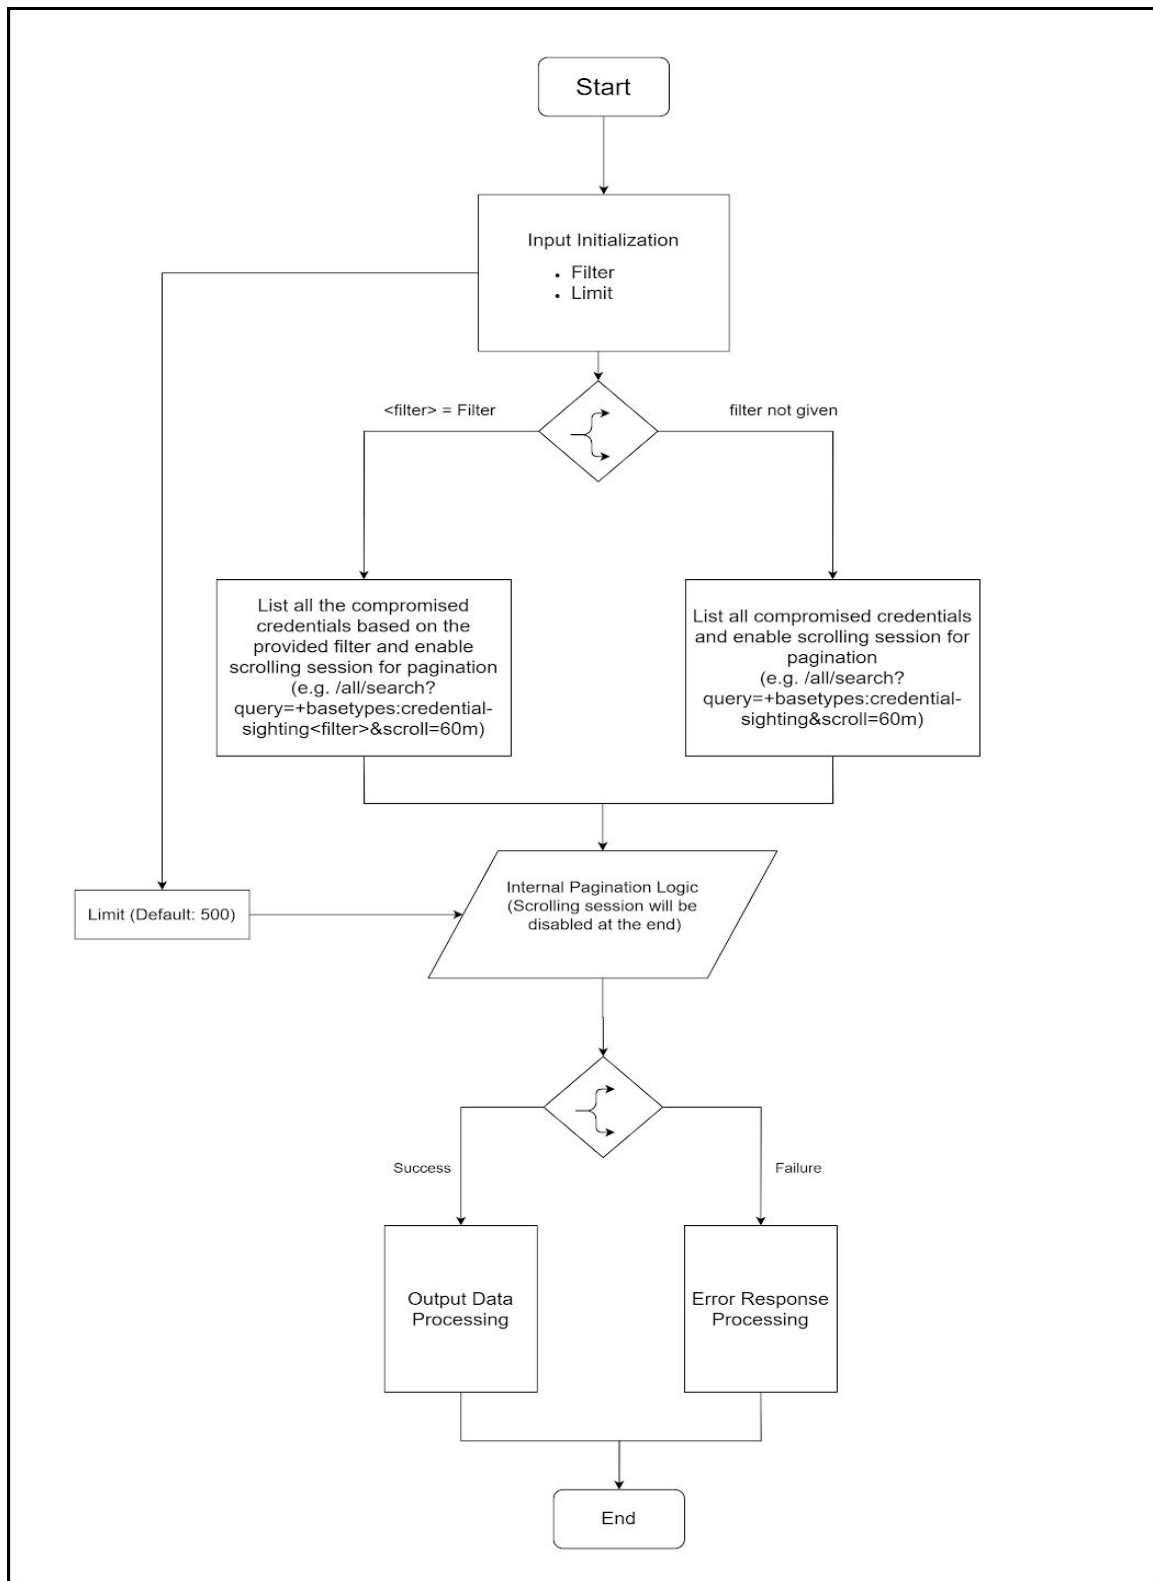 Start
Input Initialization
• Filter
• Limit
<filter> = Filter
filter not given
List all the compromised
credentials based on the
provided filter and enable
scrolling session for pagination
(e.g. /all/search?
query=+basetypes:credential-
sighting<filter>&scroll=60m)
List all compromised credentials
and enable scrolling session for
pagination
(e.g. /all/search?
query=+basetypes:credential-
sighting&scroll=60m)
Limit (Default: 500)
Internal Pagination Logic
(Scrolling session will be
disabled at the end)
Success
Failure
Output Data
Processing
Error Response
Processing
End